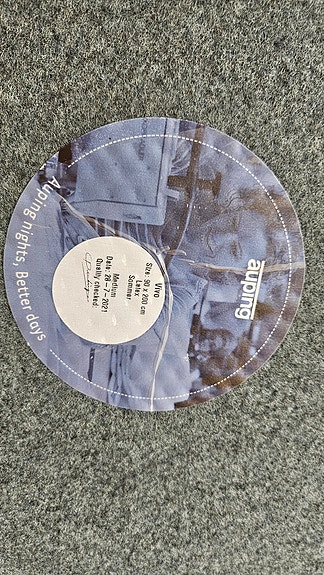 auping
Vivo
Size: 90 x 200 cm
Latex
Summer
Medium
Date: 28 - 7 - 2021
Quality checked:
Auping nights, Better days